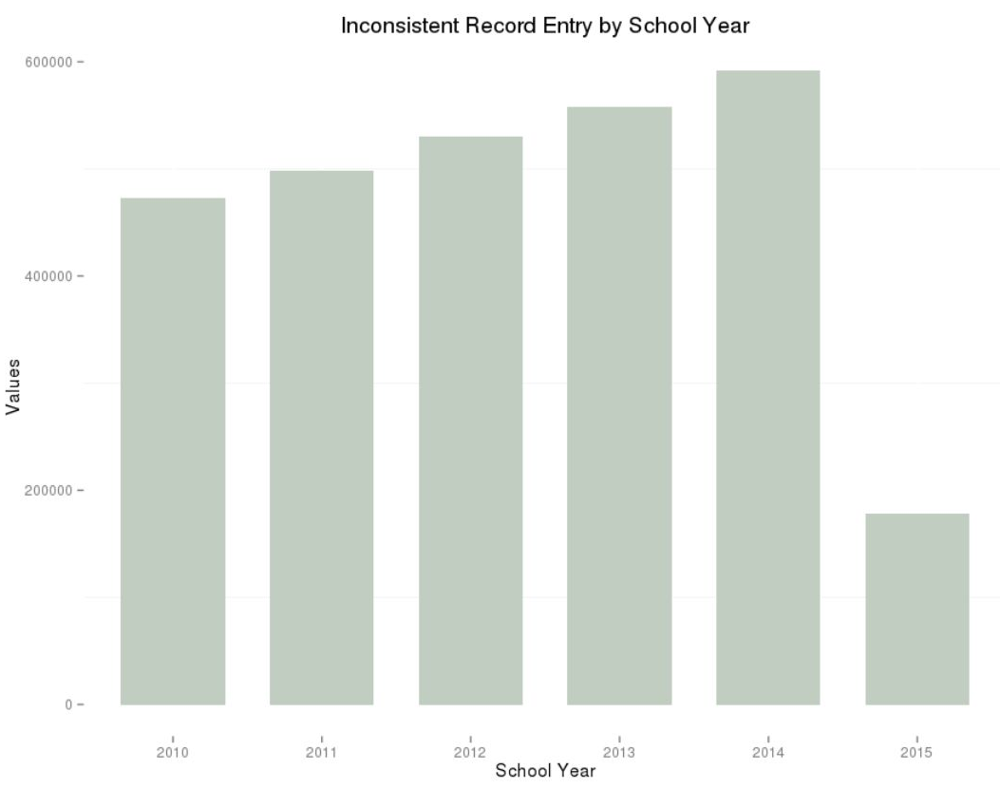 Inconsistent Record Entry by School Year
600000
400000
200000
0
Values
2010 2011 2012 2013 2014 2015
School Year